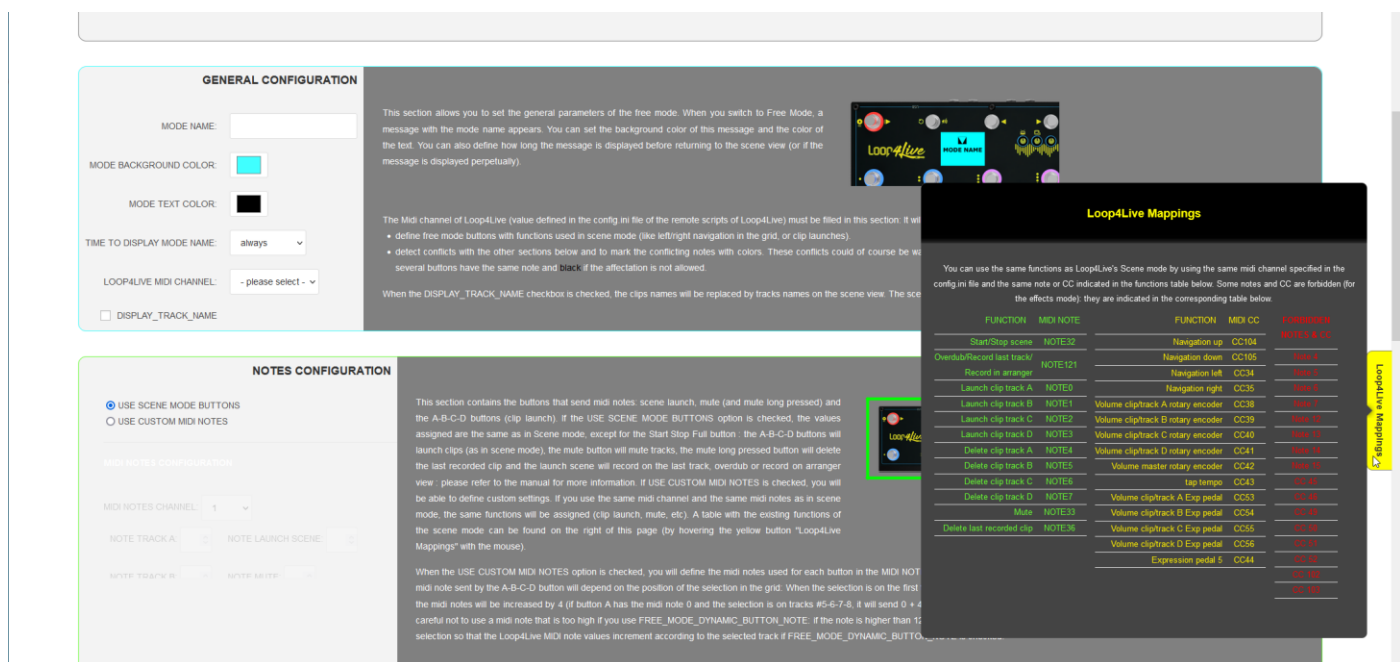 GENERAL CONFIGURATION
MODE NAME:
MODE BACKGROUND COLOR:
MODE TEXT COLOR:
TIME TO DISPLAY MODE NAME: always
LOOP4LIVE MIDI CHANNEL: - please select -
DISPLAY_TRACK_NAME
This section allows you to set the general parameters of the free mode. When you switch to Free Mode, a
message with the mode name appears. You can set the background color of this message and the color of
the text. You can also define how long the message is displayed before returning to the scene view (or if the
message is displayed perpetually).
Loop4Live
MODE NAME
The Midi channel of Loop4Live (value defined in the config.ini file of the remote scripts of Loop4Live) must be filled in this section: It wil
• define free mode buttons with functions used in scene mode (like left/right navigation in the grid, or clip launches).
• detect conflicts with the other sections below and to mark the conflicting notes with colors. These conflicts could of course be wa
several buttons have the same note and black if the affectation is not allowed.
When the DISPLAY_TRACK_NAME checkbox is checked, the clips names will be replaced by tracks names on the scene view. The sce
NOTES CONFIGURATION
USE SCENE MODE BUTTONS
USE CUSTOM MIDI NOTES
MIDI NOTES CONFIGURATION
MIDI NOTES CHANNEL: 1
NOTE TRACK A: NOTE LAUNCH SCENE:
NOTE TRACK B: NOTE MUTE:
This section contains the buttons that send midi notes: scene launch, mute (and mute long pressed) and
the A-B-C-D buttons (clip launch). If the USE SCENE MODE BUTTONS option is checked, the values
assigned are the same as in Scene mode, except for the Start Stop Full button : the A-B-C-D buttons will
launch clips (as in scene mode), the mute button will mute tracks, the mute long pressed button will delete
the last recorded clip and the launch scene will record on the last track, overdub or record on arranger
view : please refer to the manual for more information. If USE CUSTOM MIDI NOTES is checked, you will
be able to define custom settings. If you use the same midi channel and the same midi notes as in scene
mode, the same functions will be assigned (clip launch, mute, etc). A table with the existing functions of
the scene mode can be found on the right of this page (by hovering the yellow button "Loop4Live
Mappings" with the mouse).
When the USE CUSTOM MIDI NOTES option is checked, you will define the midi notes used for each button in the MIDI NOT
midi note sent by the A-B-C-D button will depend on the position of the selection in the grid. When the selection is on the first
the midi notes will be increased by 4 (if button A has the midi note 0 and the selection is on tracks #5-6-7-8, it will send 0 + 4
careful not to use a midi note that is too high if you use FREE_MODE_DYNAMIC_BUTTON_NOTE: if the note is higher than 12
selection so that the Loop4Live MIDI note values increment according to the selected track if
Loop4Live Mappings
You can use the same functions as Loop4Live's Scene mode by using the same midi channel specified in the
config.ini file and the same note or CC indicated in the functions table below. Some notes and CC are forbidden (for
the effects mode): they are indicated in the corresponding table below.
FUNCTION MIDI NOTE
Start/Stop scene NOTE32
Overdub/Record last track/
Record in arranger NOTE121
Launch clip track A NOTE0
Launch clip track B NOTE1
Launch clip track C NOTE2
Launch clip track D NOTE3
Delete clip track A NOTE4
Delete clip track B NOTE5
Delete clip track C NOTE6
Delete clip track D NOTE7
Mute NOTE33
Delete last recorded clip NOTE36
FUNCTION MIDI CC
Navigation up CC104
Navigation down CC105
Navigation left CC34
Navigation right CC35
Volume clip/track A rotary encoder CC38
Volume clip/track B rotary encoder CC39
Volume clip/track C rotary encoder CC40
Volume clip/track D rotary encoder CC41
Volume master rotary encoder CC42
tap tempo CC43
Volume clip/track A Exp pedal CC53
Volume clip/track B Exp pedal CC54
Volume clip/track C Exp pedal CC55
Volume clip/track D Exp pedal CC56
Expression pedal 5 CC44
Loop4Live Mappings